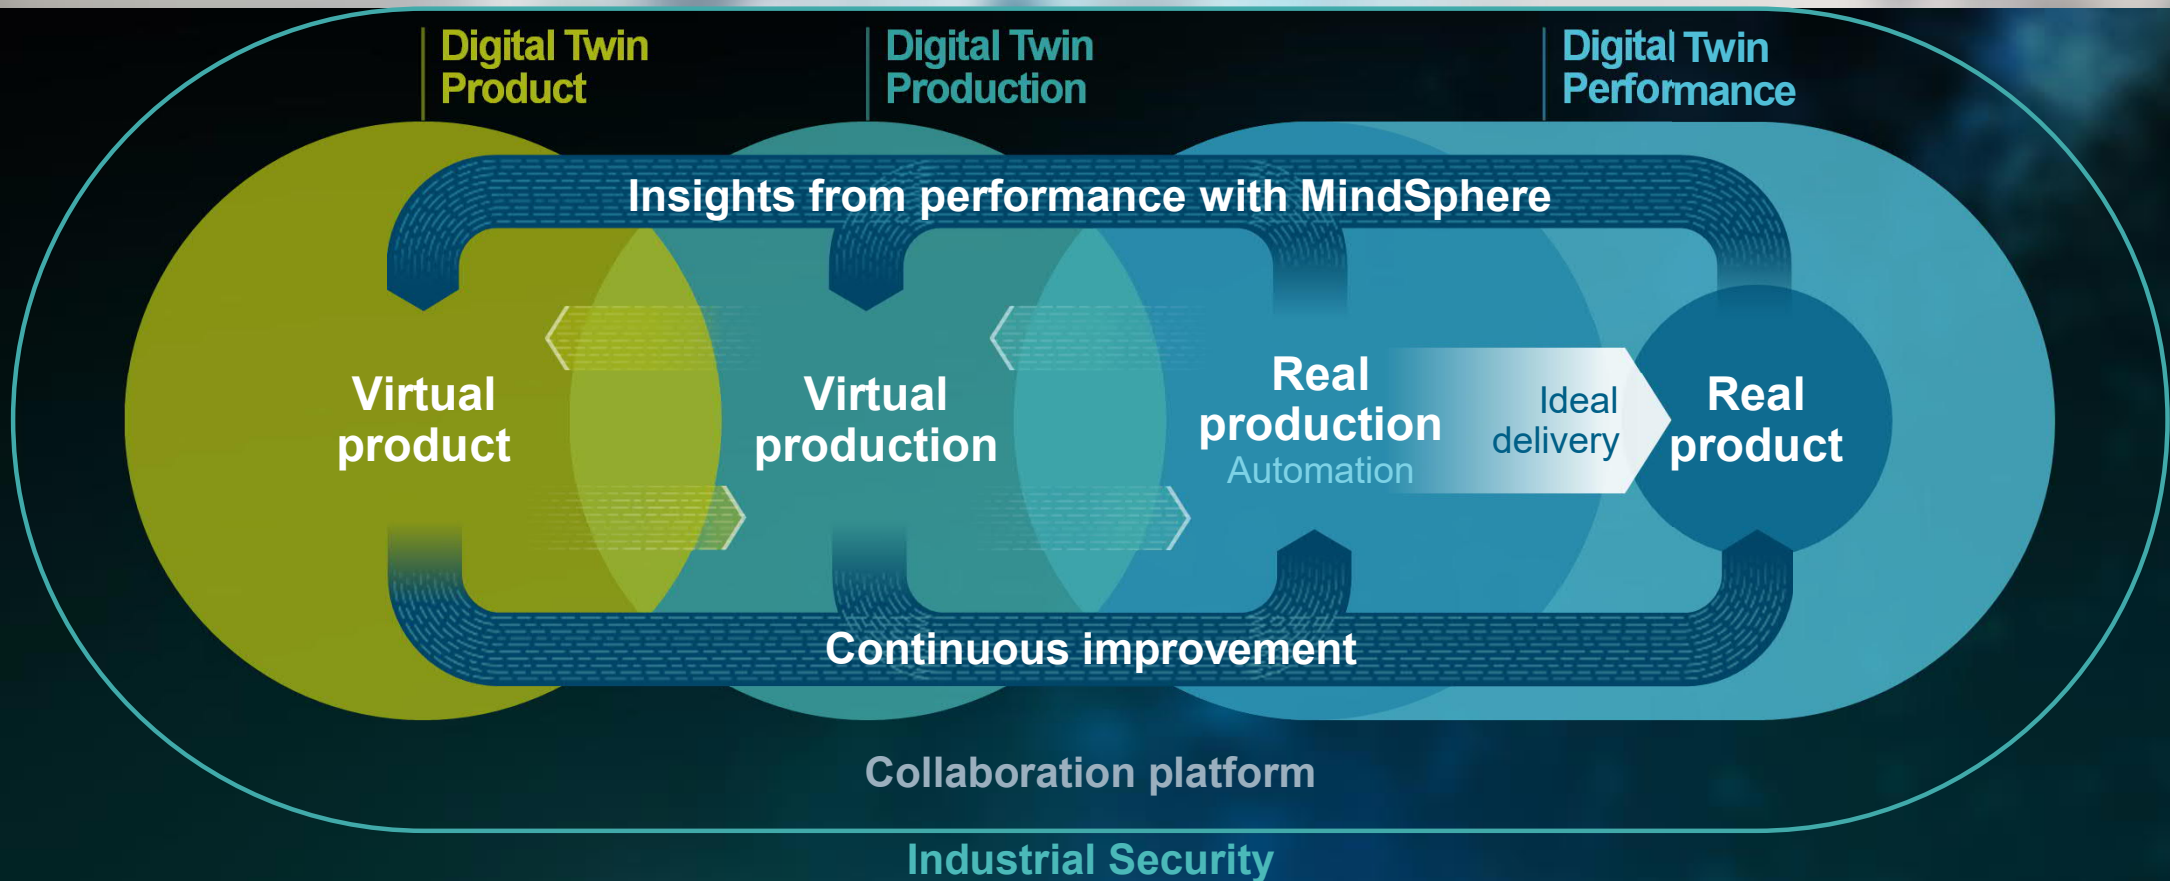 Digital Twin
Product
Digital Twin
Production
Digital Twin
Performance
Insights from performance with MindSphere
Virtual
product
Virtual
production
Real
production
Automation
Ideal
delivery
Real
product
Continuous improvement
Collaboration platform
Industrial Security